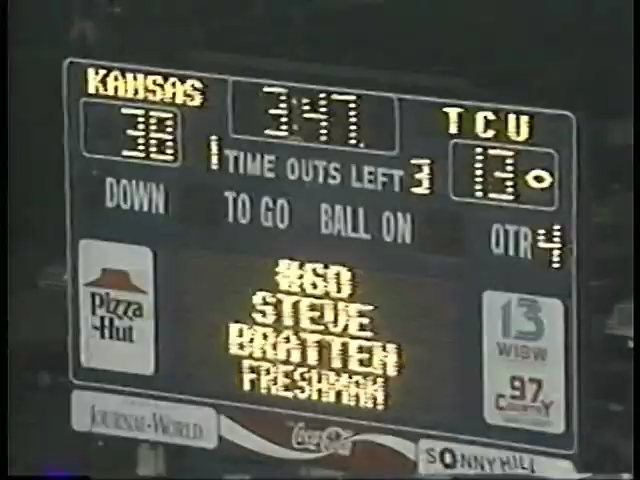 KANSAS
3:47
TCU
38
1 TIME OUTS LEFT 3
13
DOWN
TO GO
BALL ON
QTR 4
#60
STEVE
BRATTEN
FRESHMAN
Pizza
Hut
13
WIBW
97
COUNTRY
JOURNAL-WORLD
Coca-Cola
SONNY HILL